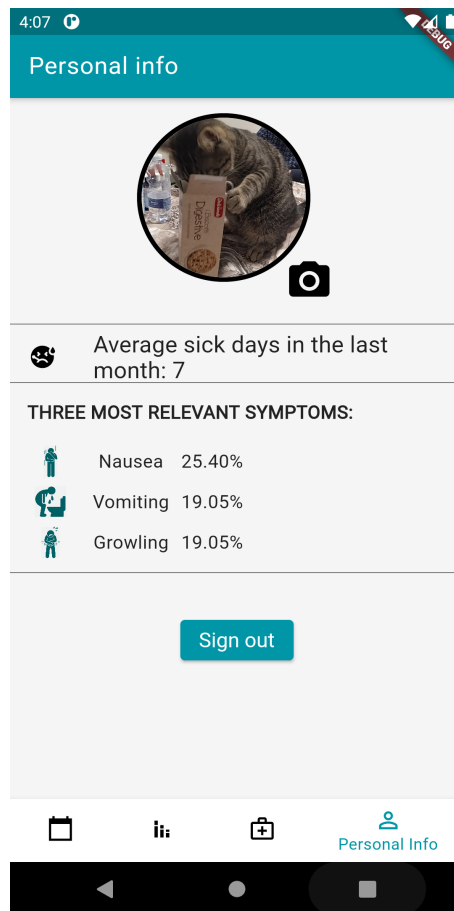 4:07
DEBUG
Personal info
Digestive
Average sick days in the last
month: 7
THREE MOST RELEVANT SYMPTOMS:
Nausea 25.40%
Vomiting 19.05%
Growling 19.05%
Sign out
Personal Info